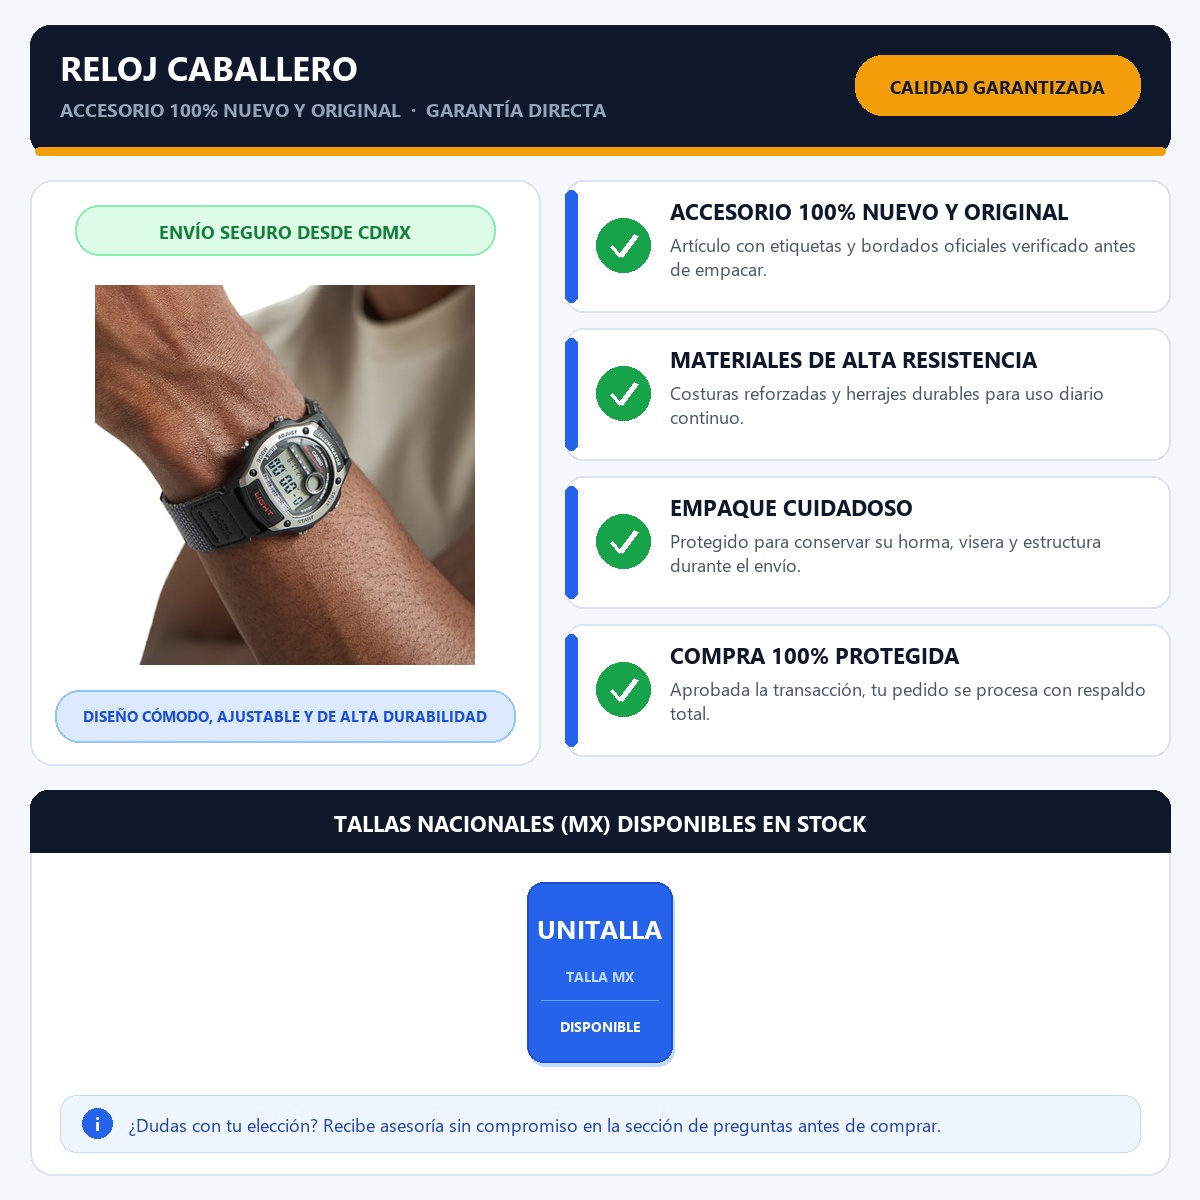 RELOJ CABALLERO
ACCESORIO 100% NUEVO Y ORIGINAL · GARANTÍA DIRECTA
CALIDAD GARANTIZADA
ENVÍO SEGURO DESDE CDMX
ADJUST
LIGHT
START
DISEÑO CÓMODO, AJUSTABLE Y DE ALTA DURABILIDAD
ACCESORIO 100% NUEVO Y ORIGINAL
Artículo con etiquetas y bordados oficiales verificado antes
de empacar.
MATERIALES DE ALTA RESISTENCIA
Costuras reforzadas y herrajes durables para uso diario
continuo.
EMPAQUE CUIDADOSO
Protegido para conservar su horma, visera y estructura
durante el envío.
COMPRA 100% PROTEGIDA
Aprobada la transacción, tu pedido se procesa con respaldo
total.
TALLAS NACIONALES (MX) DISPONIBLES EN STOCK
UNITALLA
TALLA MX
DISPONIBLE
¿Dudas con tu elección? Recibe asesoría sin compromiso en la sección de preguntas antes de comprar.